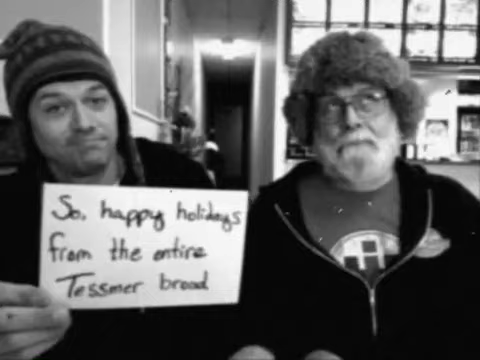 So, happy holidays
from the entire
Tessmer brood
H